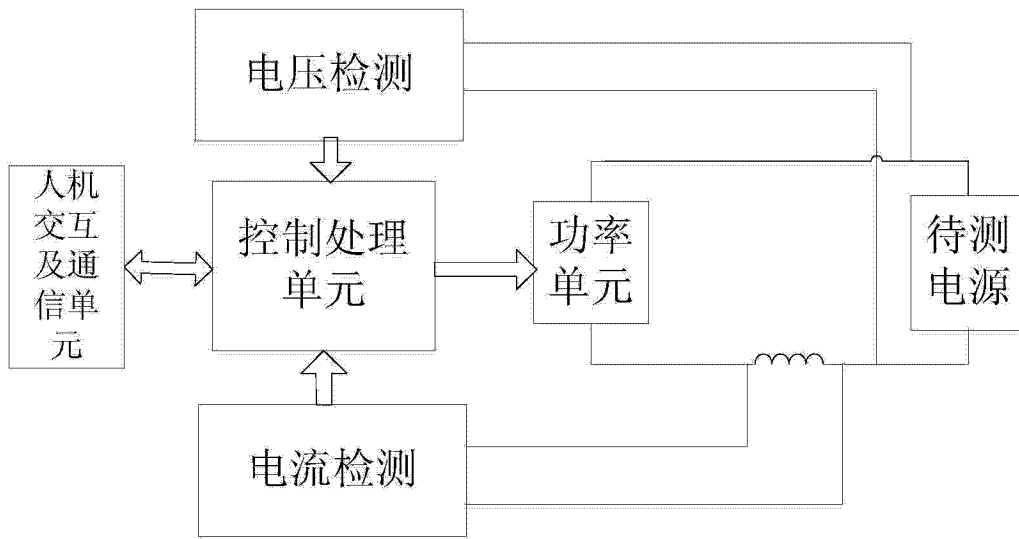 电压检测
人机
交互
及通
信单
元
控制处理
单元
功率
单元
待测
电源
电流检测